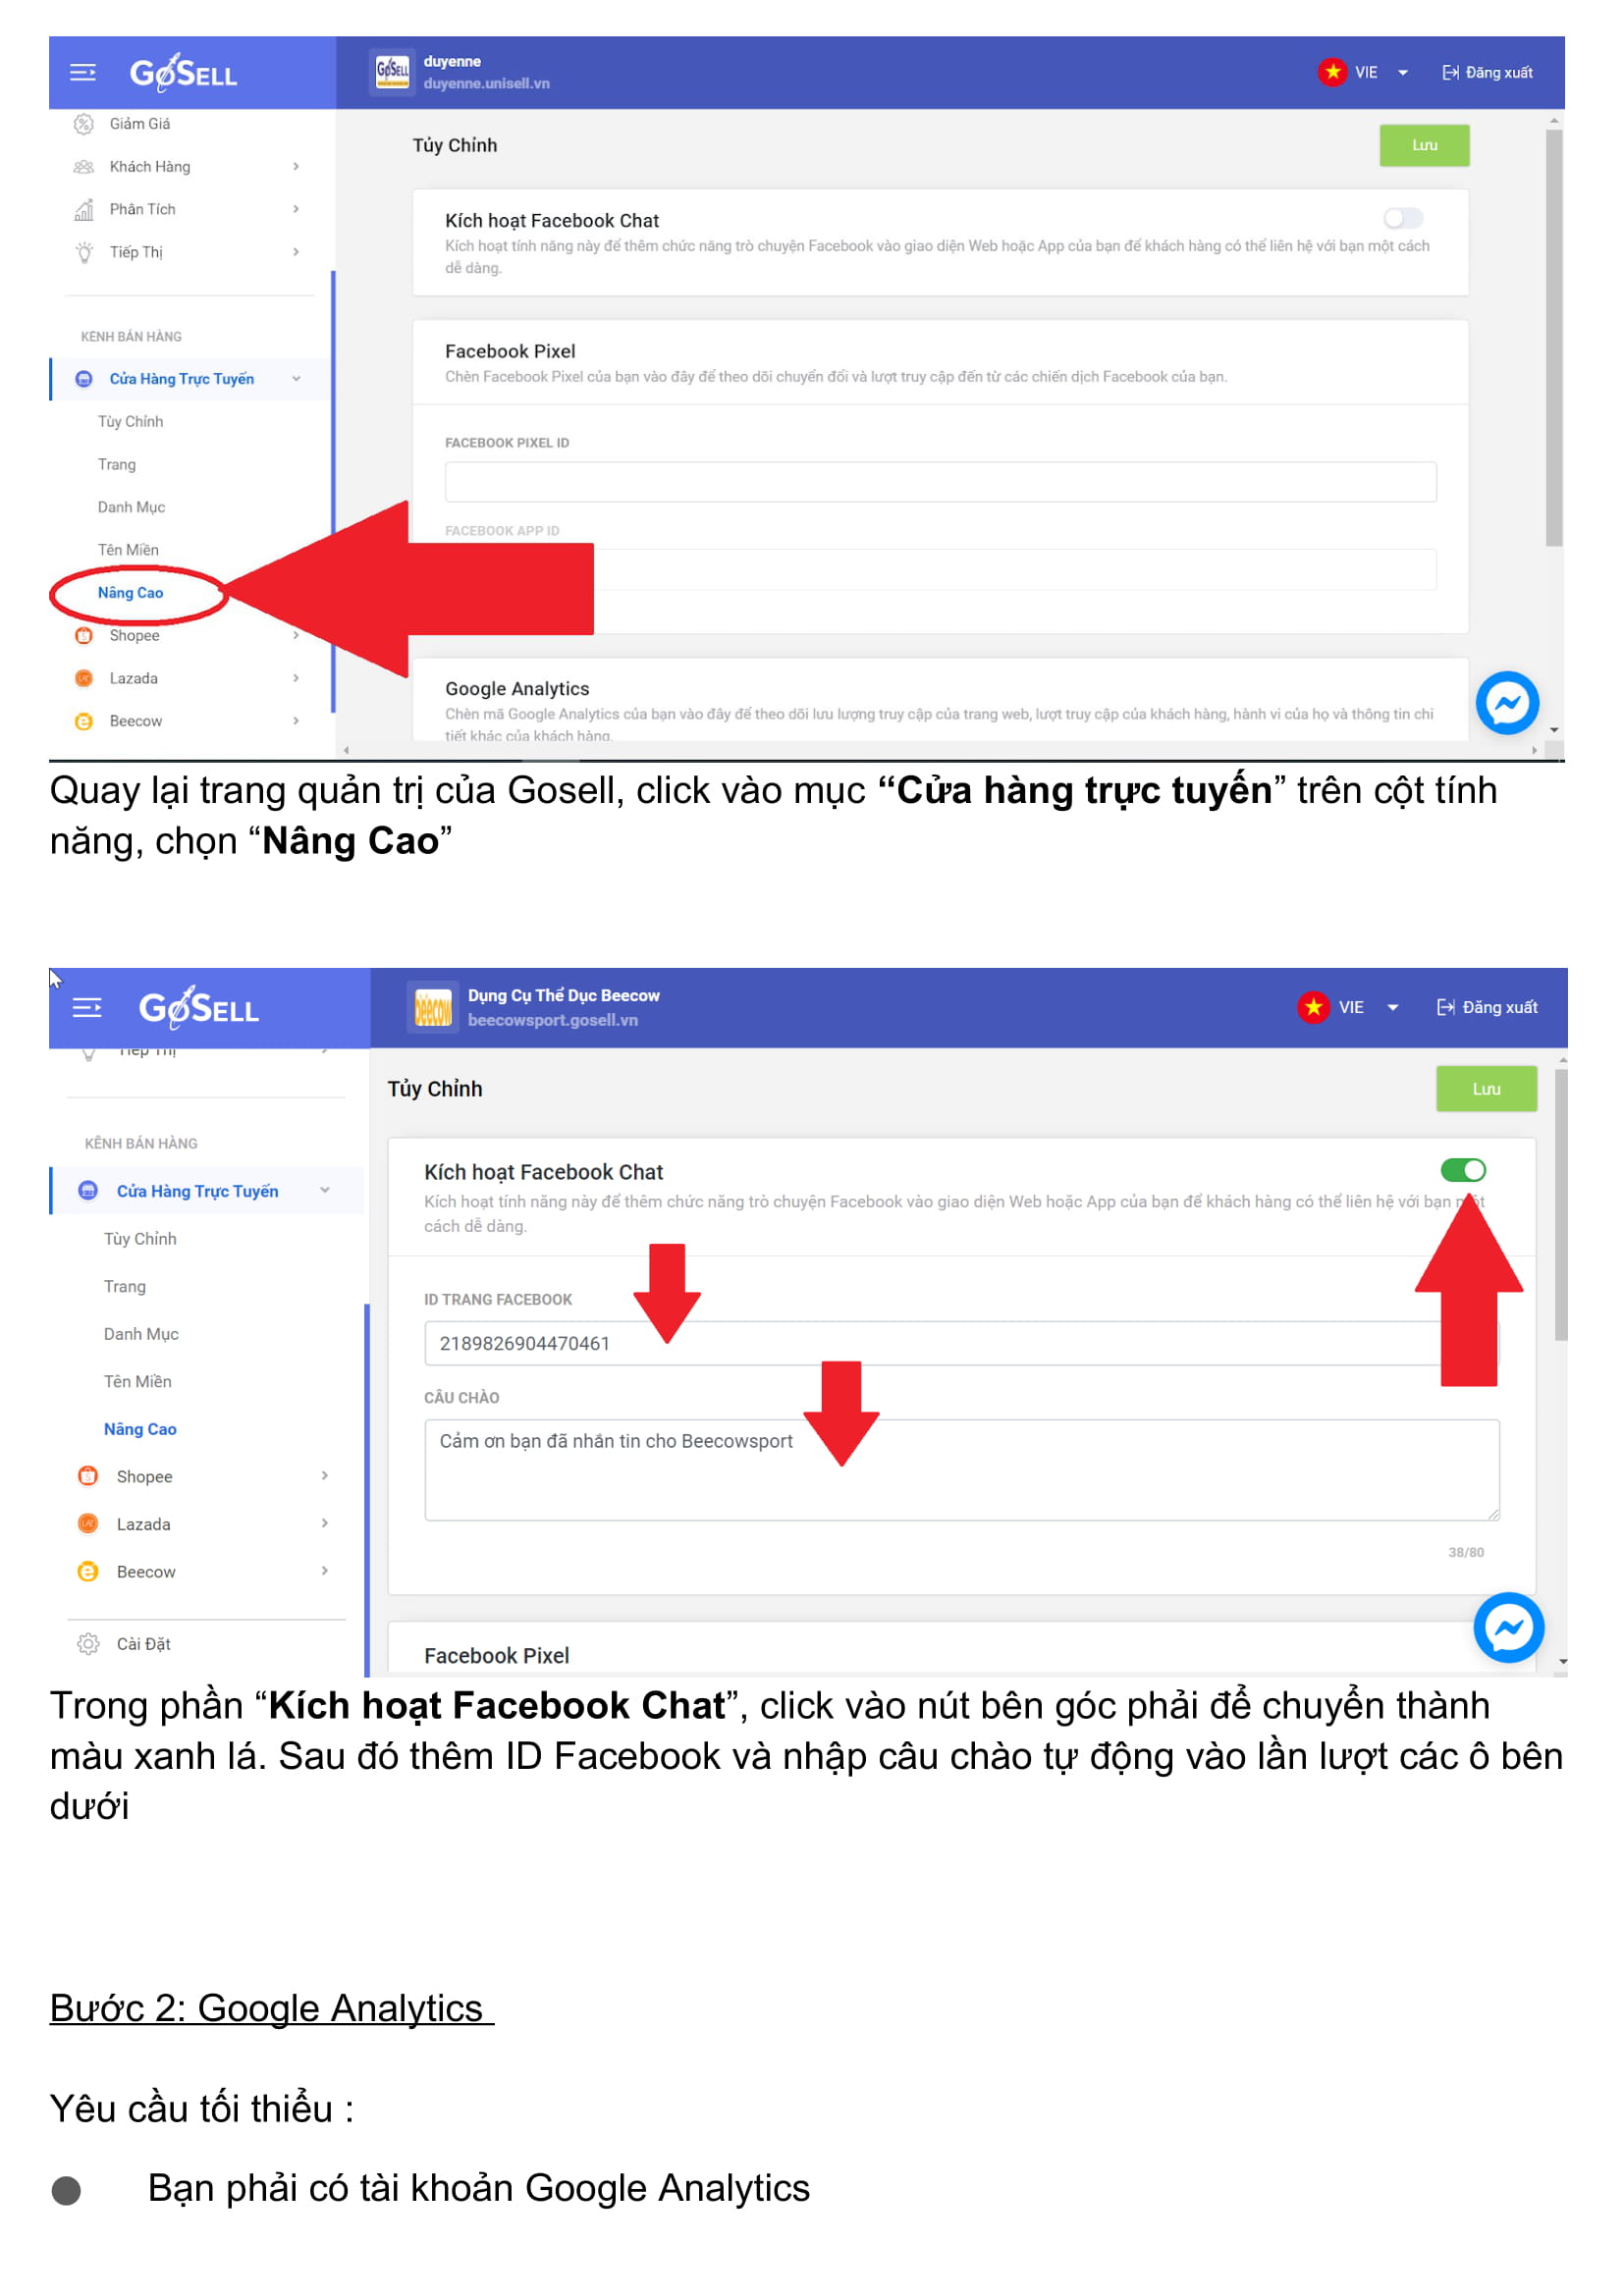 GoSELL
duyenne
duyenne.unisell.vn
VIE
Đăng xuất
Giảm Giá
Khách Hàng
Phân Tích
Tiếp Thị
KÊNH BÁN HÀNG
Cửa Hàng Trực Tuyến
Tùy Chỉnh
Trang
Danh Mục
Tên Miền
Nâng Cao
Shopee
Lazada
Beecow
Tủy Chỉnh
Lưu
Kích hoạt Facebook Chat
Kích hoạt tính năng này để thêm chức năng trò chuyện Facebook vào giao diện Web hoặc App của bạn để khách hàng có thể liên hệ với bạn một cách
dễ dàng.
Facebook Pixel
Chèn Facebook Pixel của bạn vào đây để theo dõi chuyển đổi và lượt truy cập đến từ các chiến dịch Facebook của bạn.
FACEBOOK PIXEL ID
FACEBOOK APP ID
Google Analytics
Chèn mã Google Analytics của bạn vào đây để theo dõi lưu lượng truy cập của trang web, lượt truy cập của khách hàng, hành vi của họ và thông tin chi
tiết khác của khách hàng.
Quay lại trang quản trị của Gosell, click vào mục “Cửa hàng trực tuyến” trên cột tính
năng, chọn “Nâng Cao”
GoSELL
Dụng Cụ Thể Dục Beecow
beecowsport.gosell.vn
VIE
Đăng xuất
Tiếp Thị
KÊNH BÁN HÀNG
Cửa Hàng Trực Tuyến
Tùy Chỉnh
Trang
Danh Mục
Tên Miền
Nâng Cao
Shopee
Lazada
Beecow
Cài Đặt
Tủy Chỉnh
Lưu
Kích hoạt Facebook Chat
Kích hoạt tính năng này để thêm chức năng trò chuyện Facebook vào giao diện Web hoặc App của bạn để khách hàng có thể liên hệ với bạn một
cách dễ dàng.
ID TRANG FACEBOOK
2189826904470461
CÂU CHÀO
Cảm ơn bạn đã nhắn tin cho Beecowsport
38/80
Facebook Pixel
Trong phần “Kích hoạt Facebook Chat”, click vào nút bên góc phải để chuyển thành
màu xanh lá. Sau đó thêm ID Facebook và nhập câu chào tự động vào lần lượt các ô bên
dưới
Bước 2: Google Analytics
Yêu cầu tối thiểu :
● Bạn phải có tài khoản Google Analytics